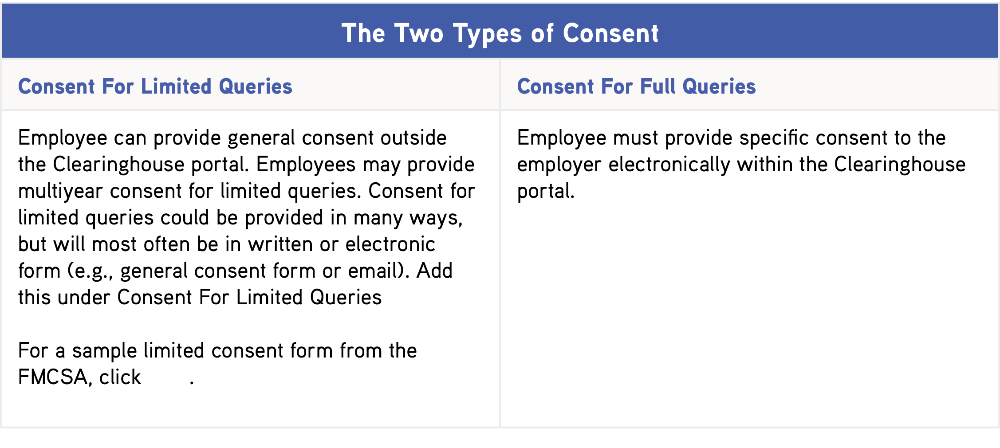 The Two Types of Consent
Consent For Limited Queries
Consent For Full Queries
Employee can provide general consent outside
the Clearinghouse portal. Employees may provide
multiyear consent for limited queries. Consent for
limited queries could be provided in many ways,
but will most often be in written or electronic
form (e.g., general consent form or email). Add
this under Consent For Limited Queries
For a sample limited consent form from the
FMCSA, click .
Employee must provide specific consent to the
employer electronically within the Clearinghouse
portal.